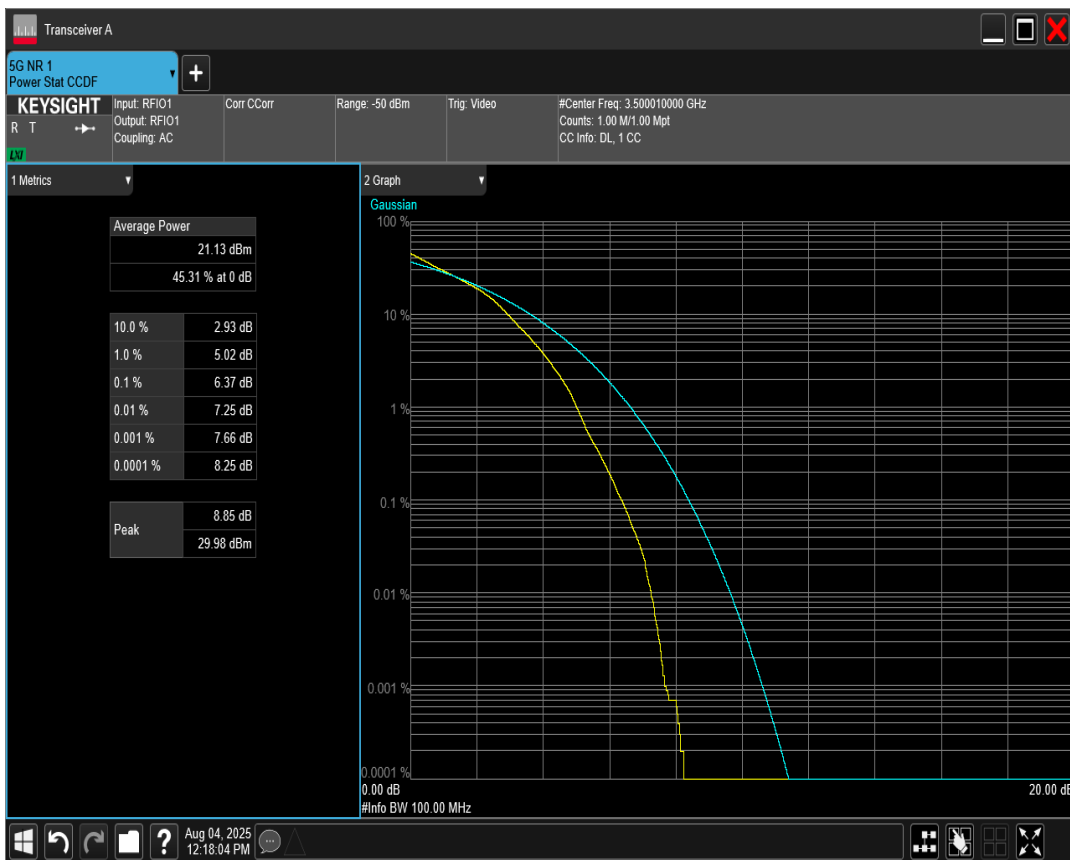 Transceiver A
5G NR 1
Power Stat CCDF
+
KEYSIGHT
R T
LXI
Input: RFIO1
Output: RFIO1
Coupling: AC
Corr CCorr
Range: -50 dBm
Trig: Video
#Center Freq: 3.500010000 GHz
Counts: 1.00 M/1.00 Mpt
CC Info: DL, 1 CC
1 Metrics
Average Power
21.13 dBm
45.31 % at 0 dB
10.0 % 2.93 dB
1.0 % 5.02 dB
0.1 % 6.37 dB
0.01 % 7.25 dB
0.001 % 7.66 dB
0.0001 % 8.25 dB
Peak 8.85 dB
29.98 dBm
2 Graph
Gaussian
100 %
10 %
1 %
0.1 %
0.01 %
0.001 %
0.0001 %
0.00 dB 20.00 dB
#Info BW 100.00 MHz
?
Aug 04, 2025
12:18:04 PM